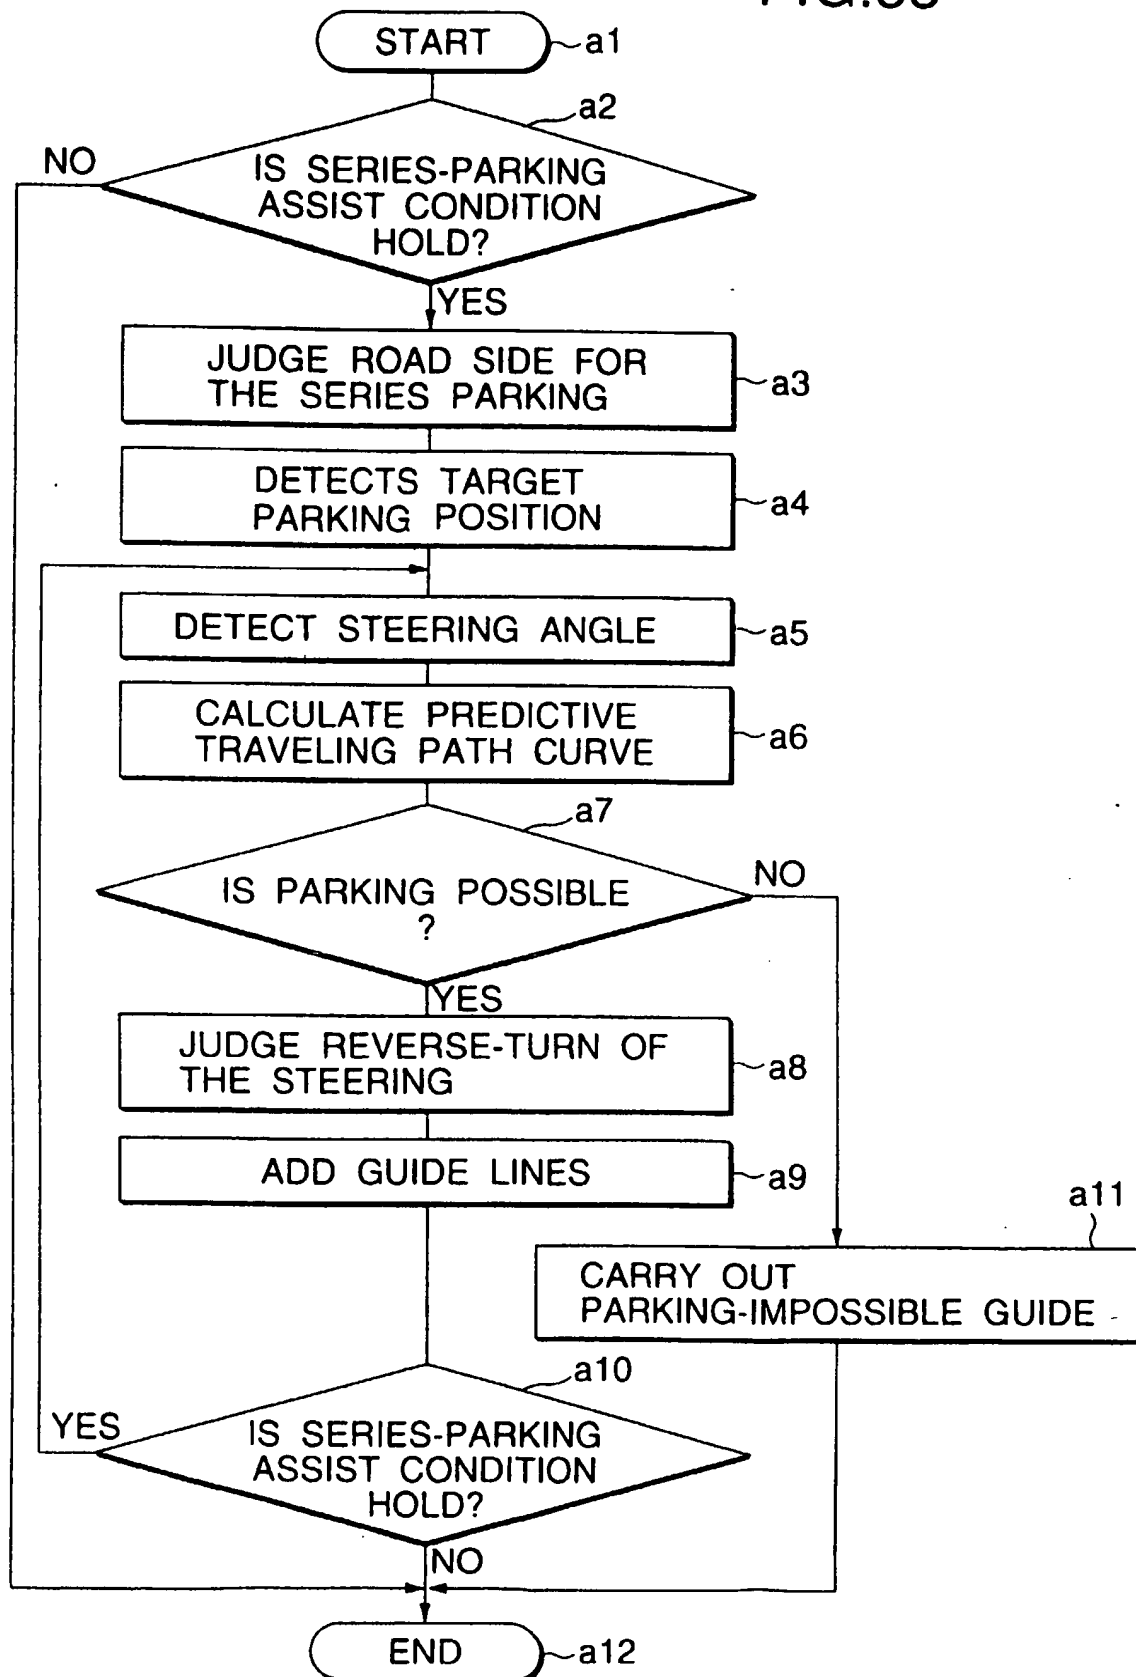 START
a1
a2
NO
IS SERIES-PARKING
ASSIST CONDITION
HOLD?
YES
JUDGE ROAD SIDE FOR
THE SERIES PARKING
a3
DETECTS TARGET
PARKING POSITION
a4
DETECT STEERING ANGLE
a5
CALCULATE PREDICTIVE
TRAVELING PATH CURVE
a6
a7
IS PARKING POSSIBLE
?
NO
YES
JUDGE REVERSE-TURN OF
THE STEERING
a8
ADD GUIDE LINES
a9
a11
CARRY OUT
PARKING-IMPOSSIBLE GUIDE
a10
YES
IS SERIES-PARKING
ASSIST CONDITION
HOLD?
NO
END
a12